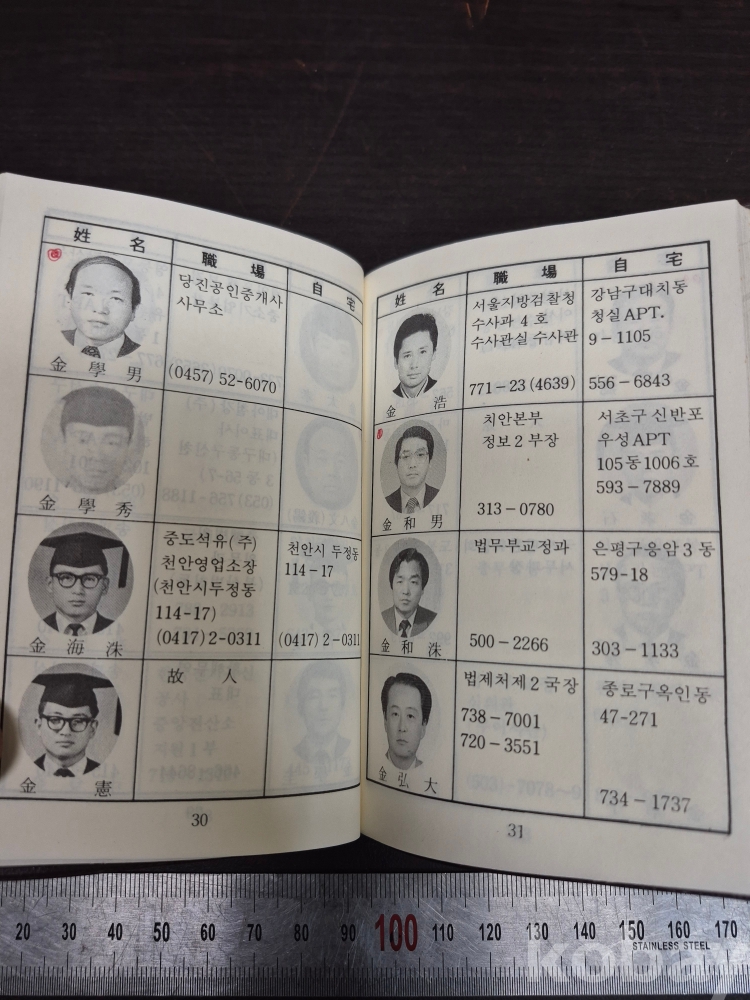 姓 名 職 場 自 宅
金 學 男
당진공인중개사
사무소
(0457) 52-6070
金 學 秀
金 海 洙
중도석유(주)
천안영업소장
(천안시두정동
114-17)
(0417) 2-0311
천안시 두정동
114-17
(0417) 2-0311
金 憲
故 人
30
姓 名 職 場 自 宅
金 浩
서울지방검찰청
수사과 4 호
수사관실 수사관
771-23 (4639)
강남구대치동
청실 APT.
9-1105
556-6843
金 和 男
치안본부
정보 2 부장
313-0780
서초구 신반포
우성 APT
105동 1006호
593-7889
金 和 洙
법무부교정과
500-2266
은평구응암 3 동
579-18
303-1133
金 弘 大
법제처제 2 국장
738-7001
720-3551
종로구옥인동
47-271
734-1737
31
20 30 40 50 60 70 80 90 100 110 120 130 140 150 160 170
STAINLESS STEEL
kobay